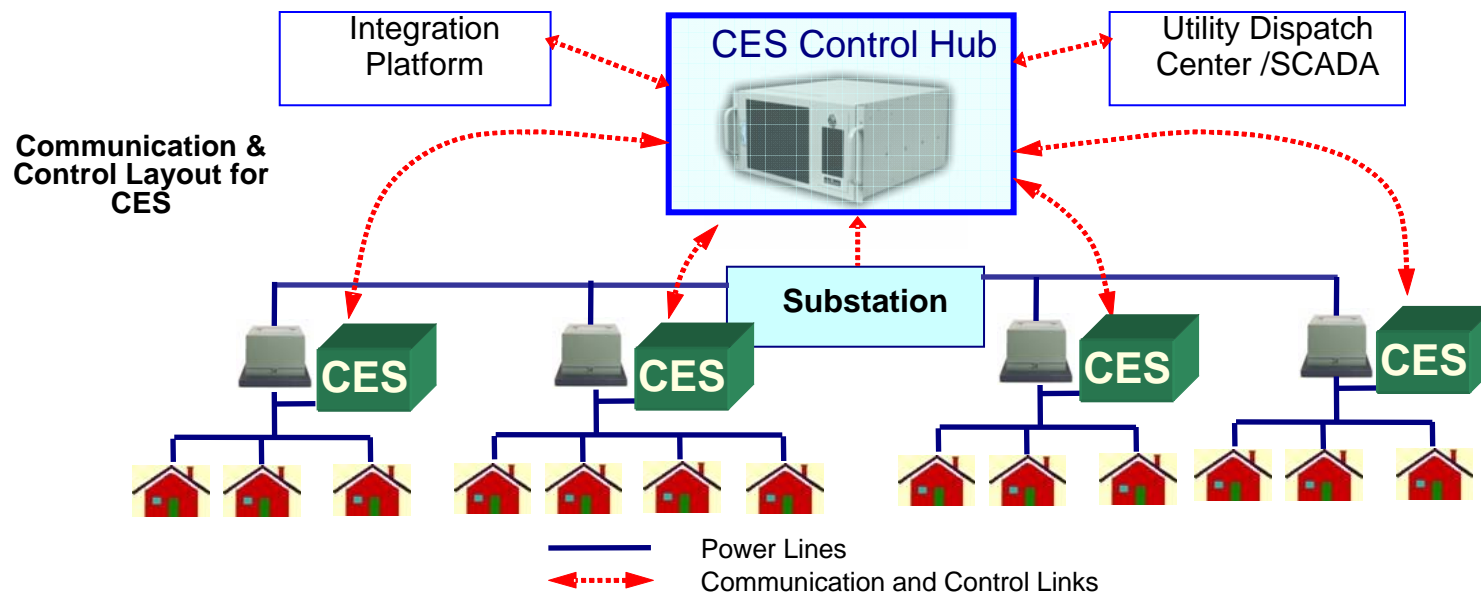 Integration
Platform
CES Control Hub
Utility Dispatch
Center /SCADA
Communication &
Control Layout for
CES
Substation
CES
CES
CES
CES
Power Lines
Communication and Control Links